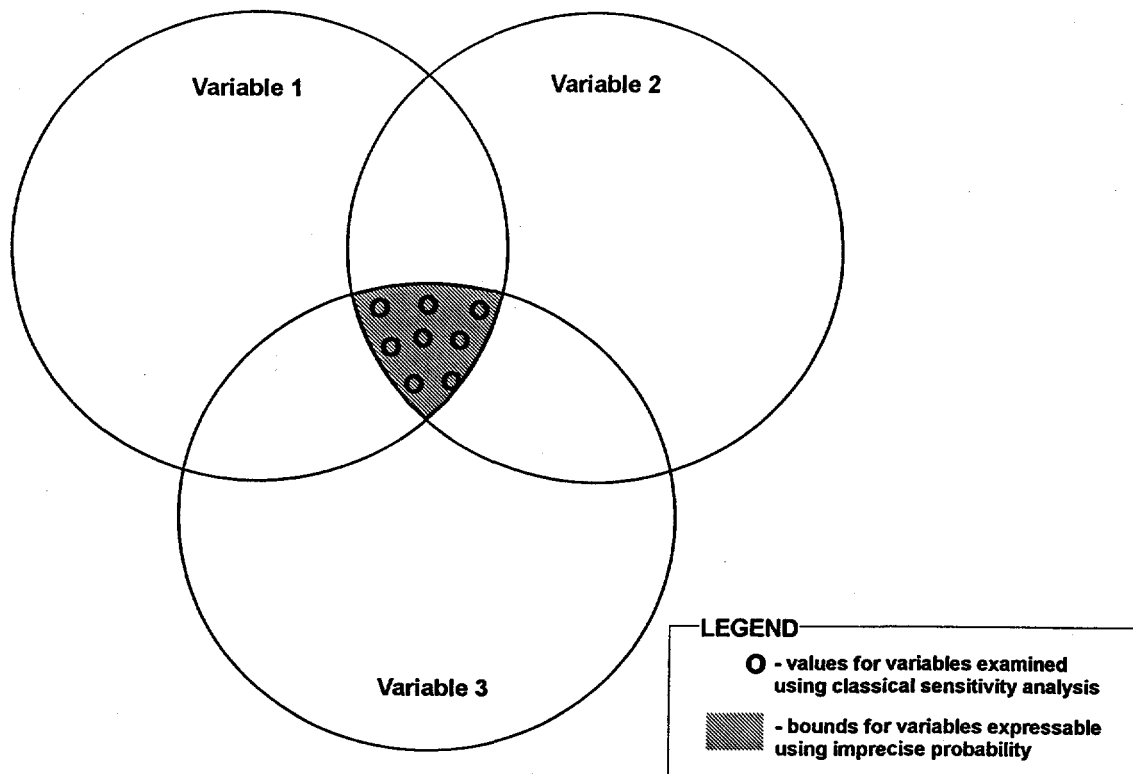 Variable 1
Variable 2
Variable 3
LEGEND
O - values for variables examined
using classical sensitivity analysis
- bounds for variables expressable
using imprecise probability